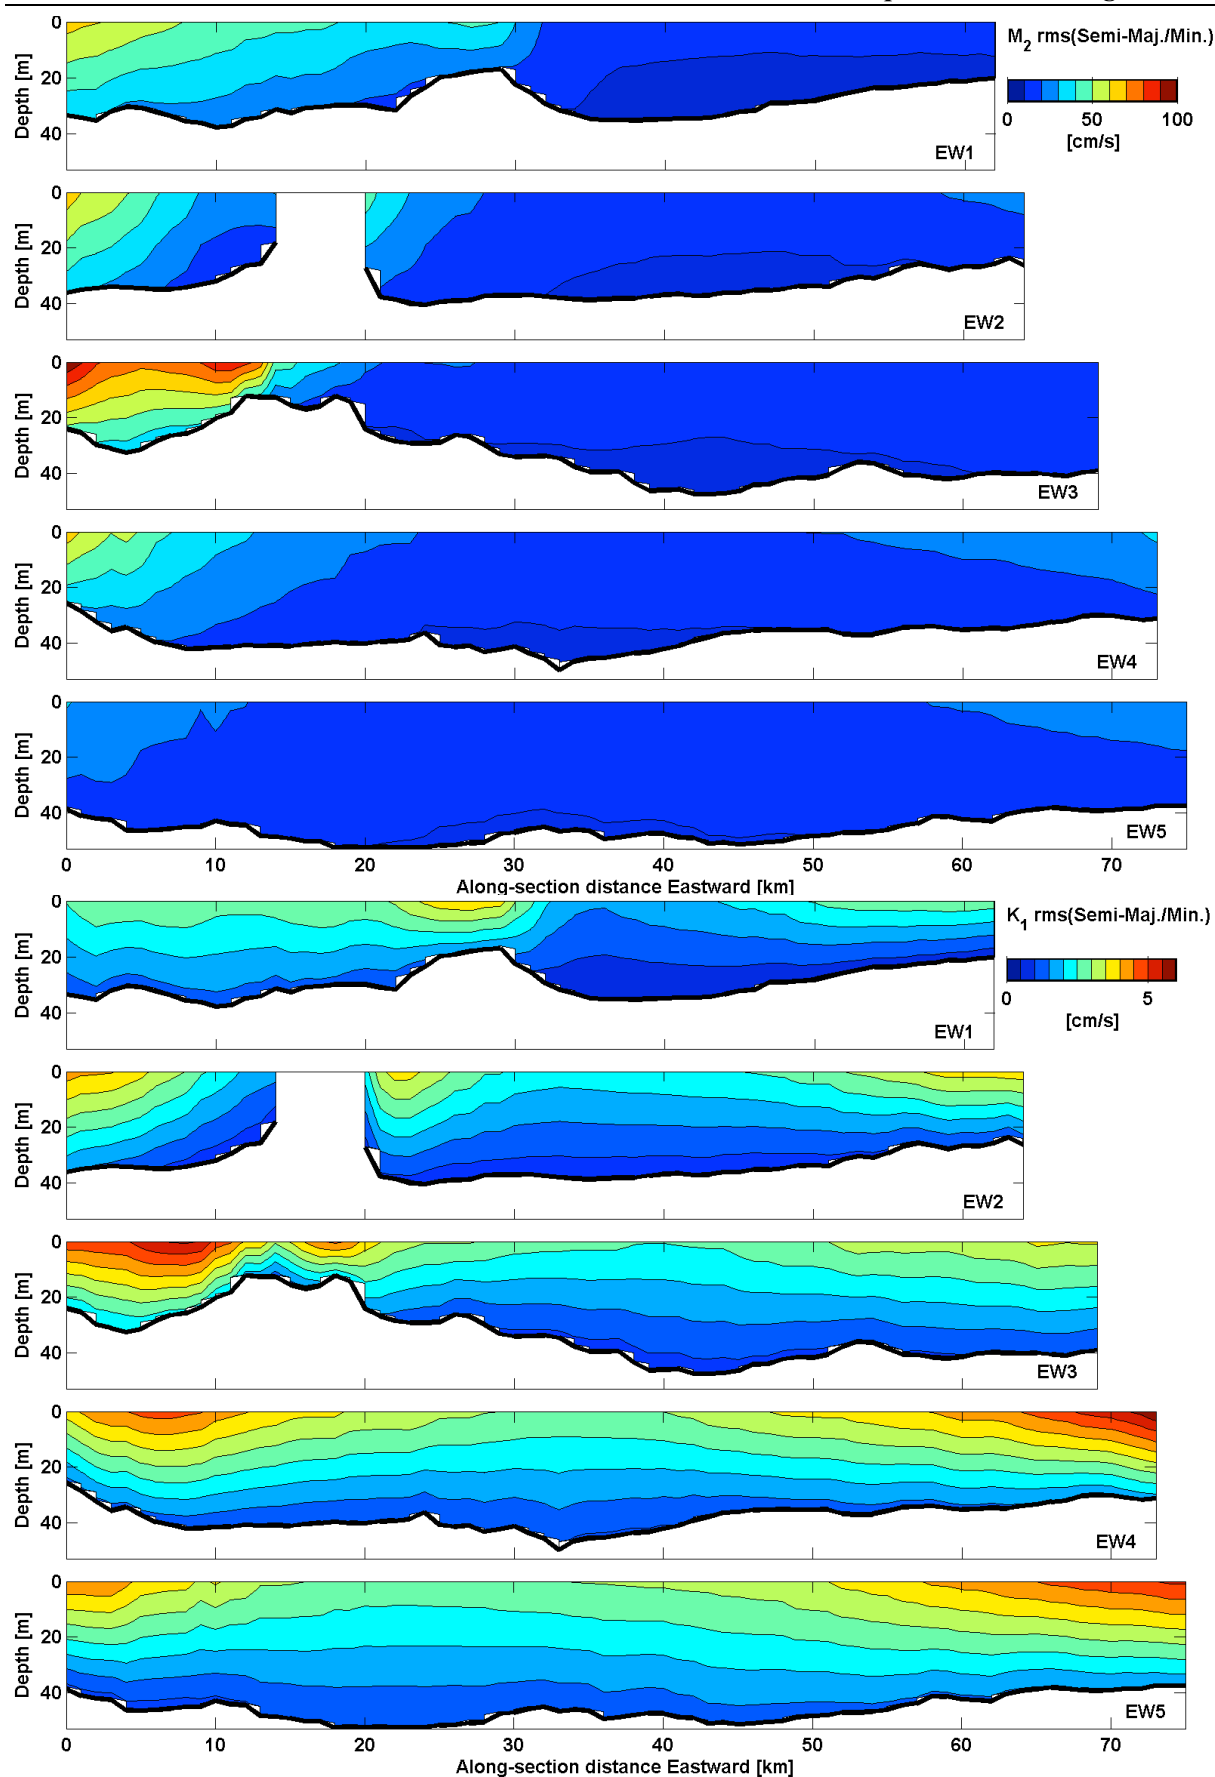 M2 rms(Semi-Maj./Min.)
0 50 100
[cm/s]
Depth [m]
0
20
40
EW1
Depth [m]
0
20
40
EW2
Depth [m]
0
20
40
EW3
Depth [m]
0
20
40
EW4
Depth [m]
0
20
40
EW5
0 10 20 30 40 50 60 70
Along-section distance Eastward [km]
K1 rms(Semi-Maj./Min.)
0 5
[cm/s]
Depth [m]
0
20
40
EW1
Depth [m]
0
20
40
EW2
Depth [m]
0
20
40
EW3
Depth [m]
0
20
40
EW4
Depth [m]
0
20
40
EW5
0 10 20 30 40 50 60 70
Along-section distance Eastward [km]